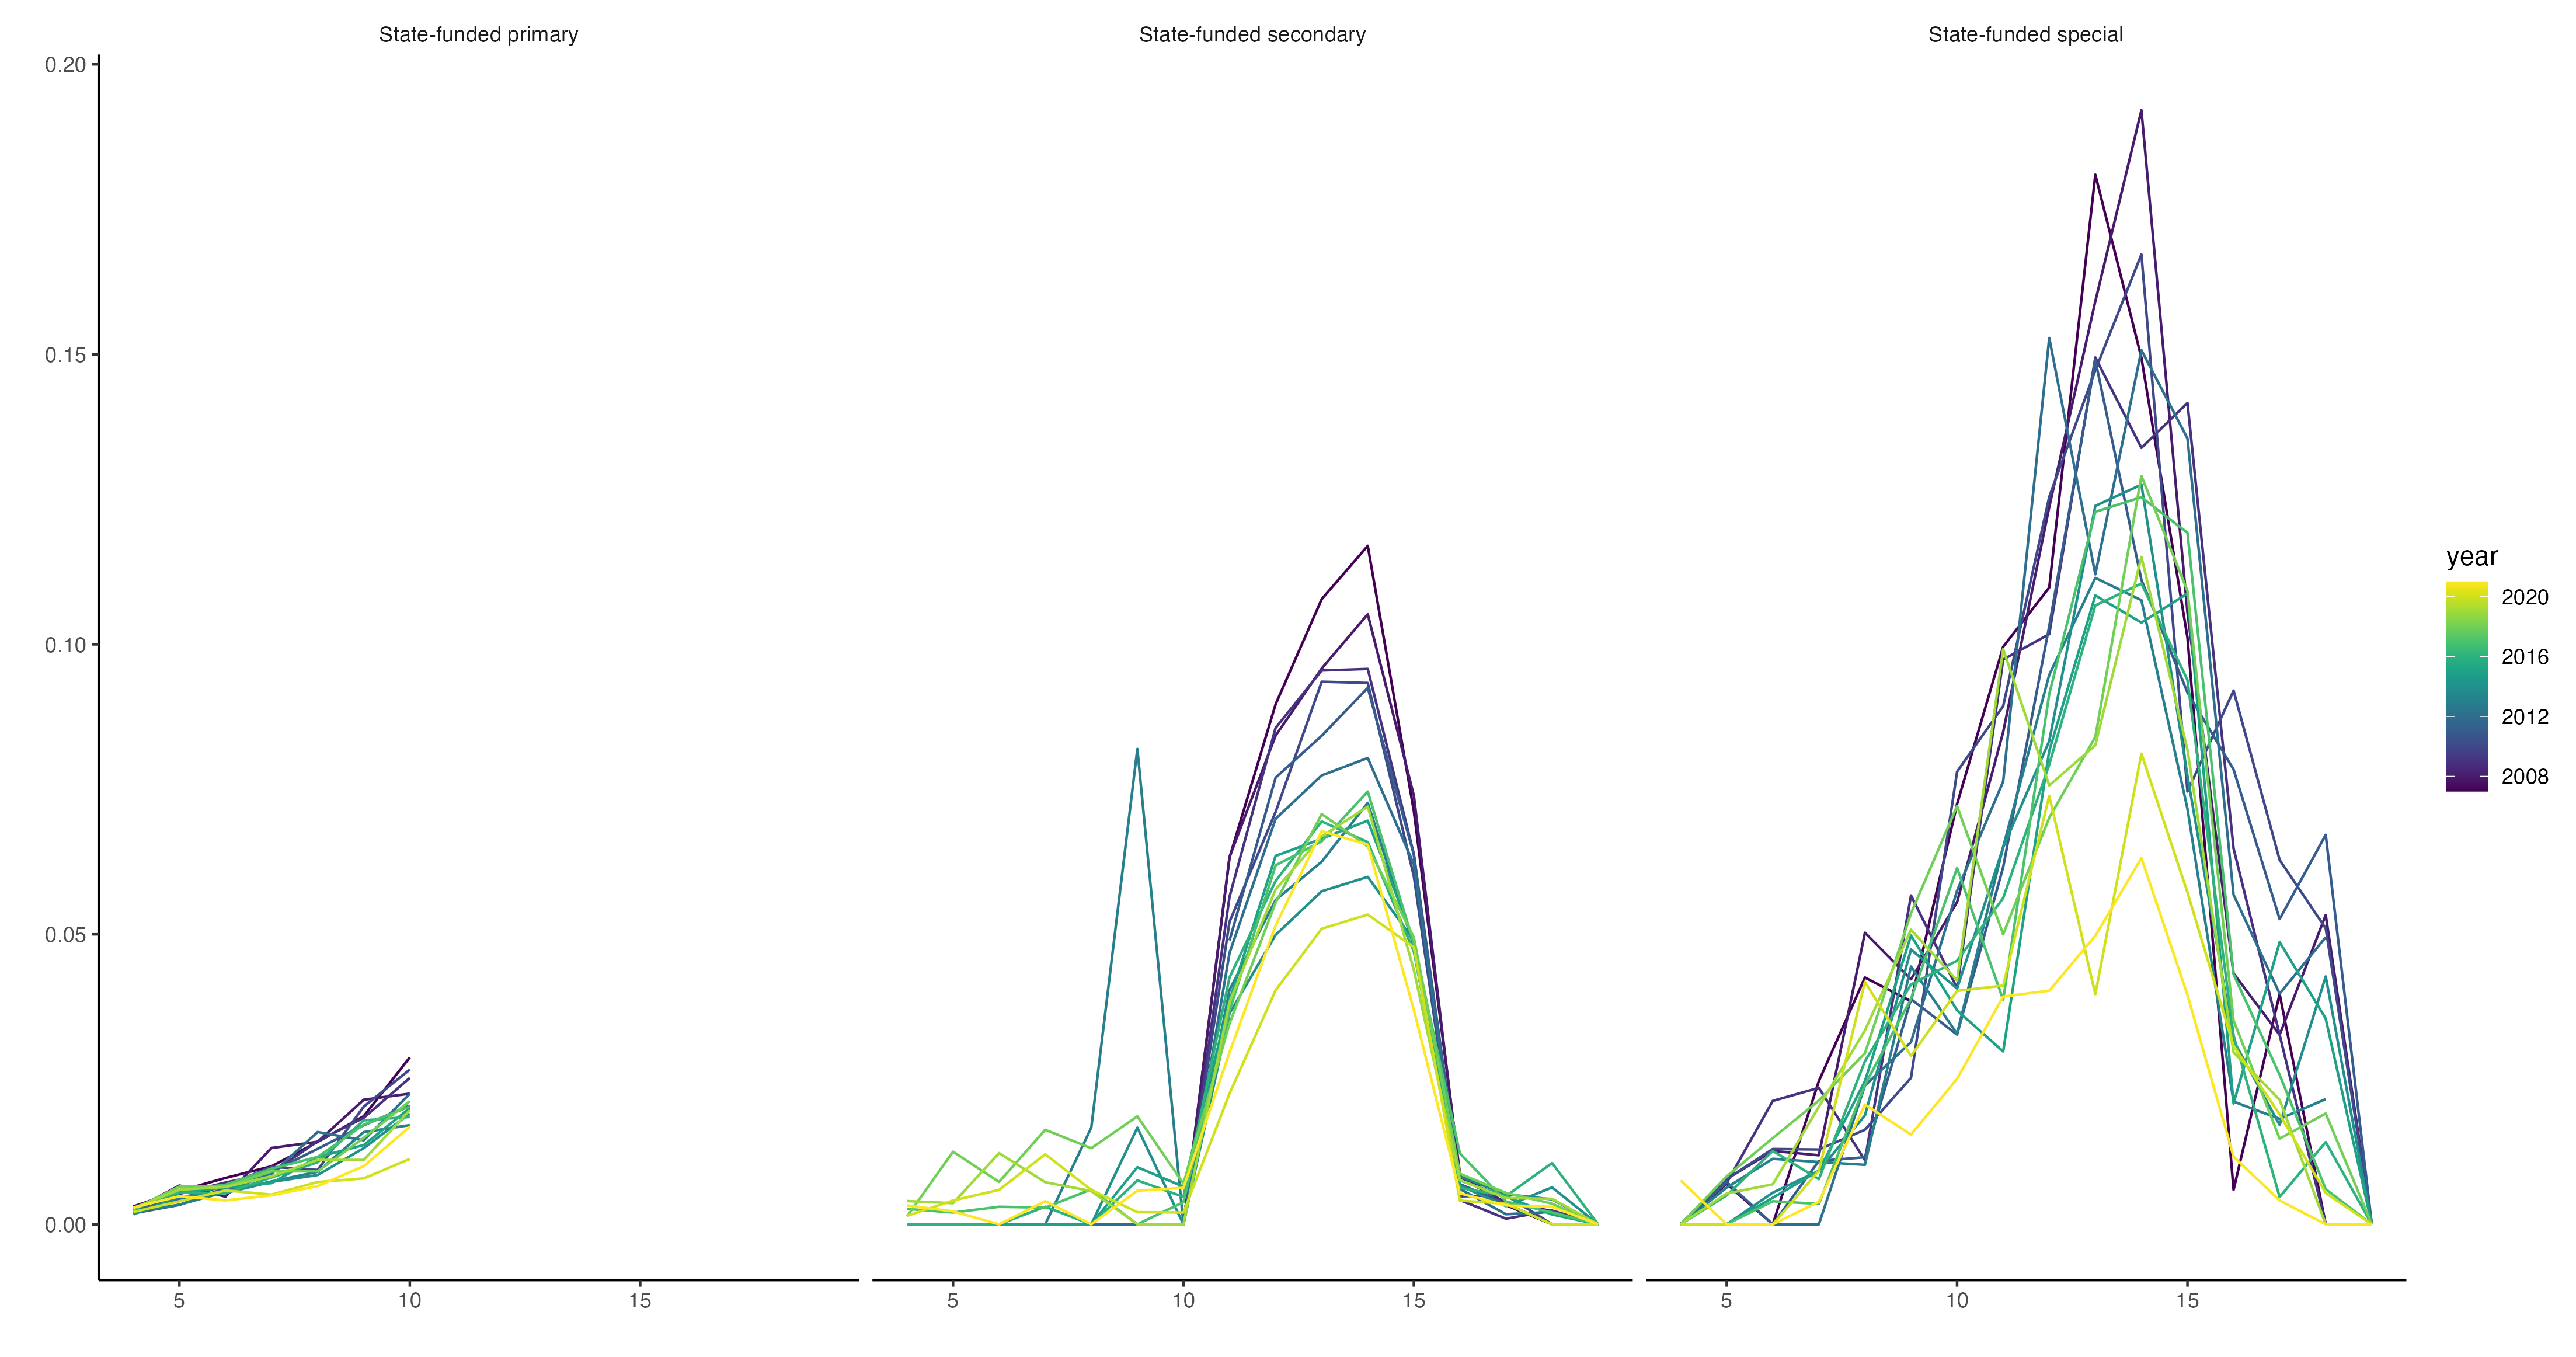 State-funded primary
State-funded secondary
State-funded special
0.20
0.15
0.10
0.05
0.00
5 10 15
5 10 15
5 10 15
year
2020
2016
2012
2008